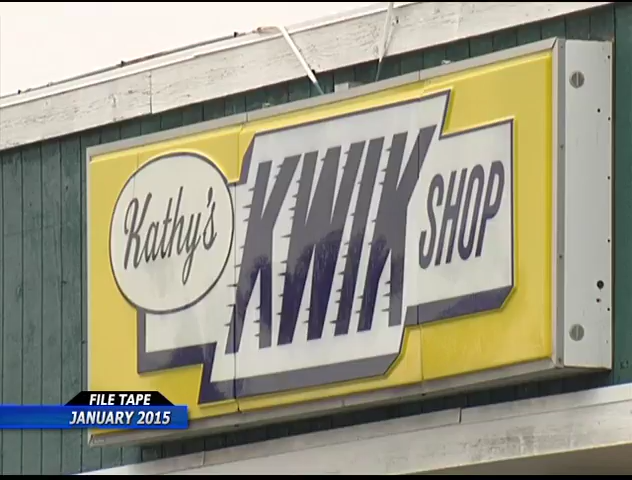 Kathy's
KWIK
SHOP
FILE TAPE
JANUARY 2015